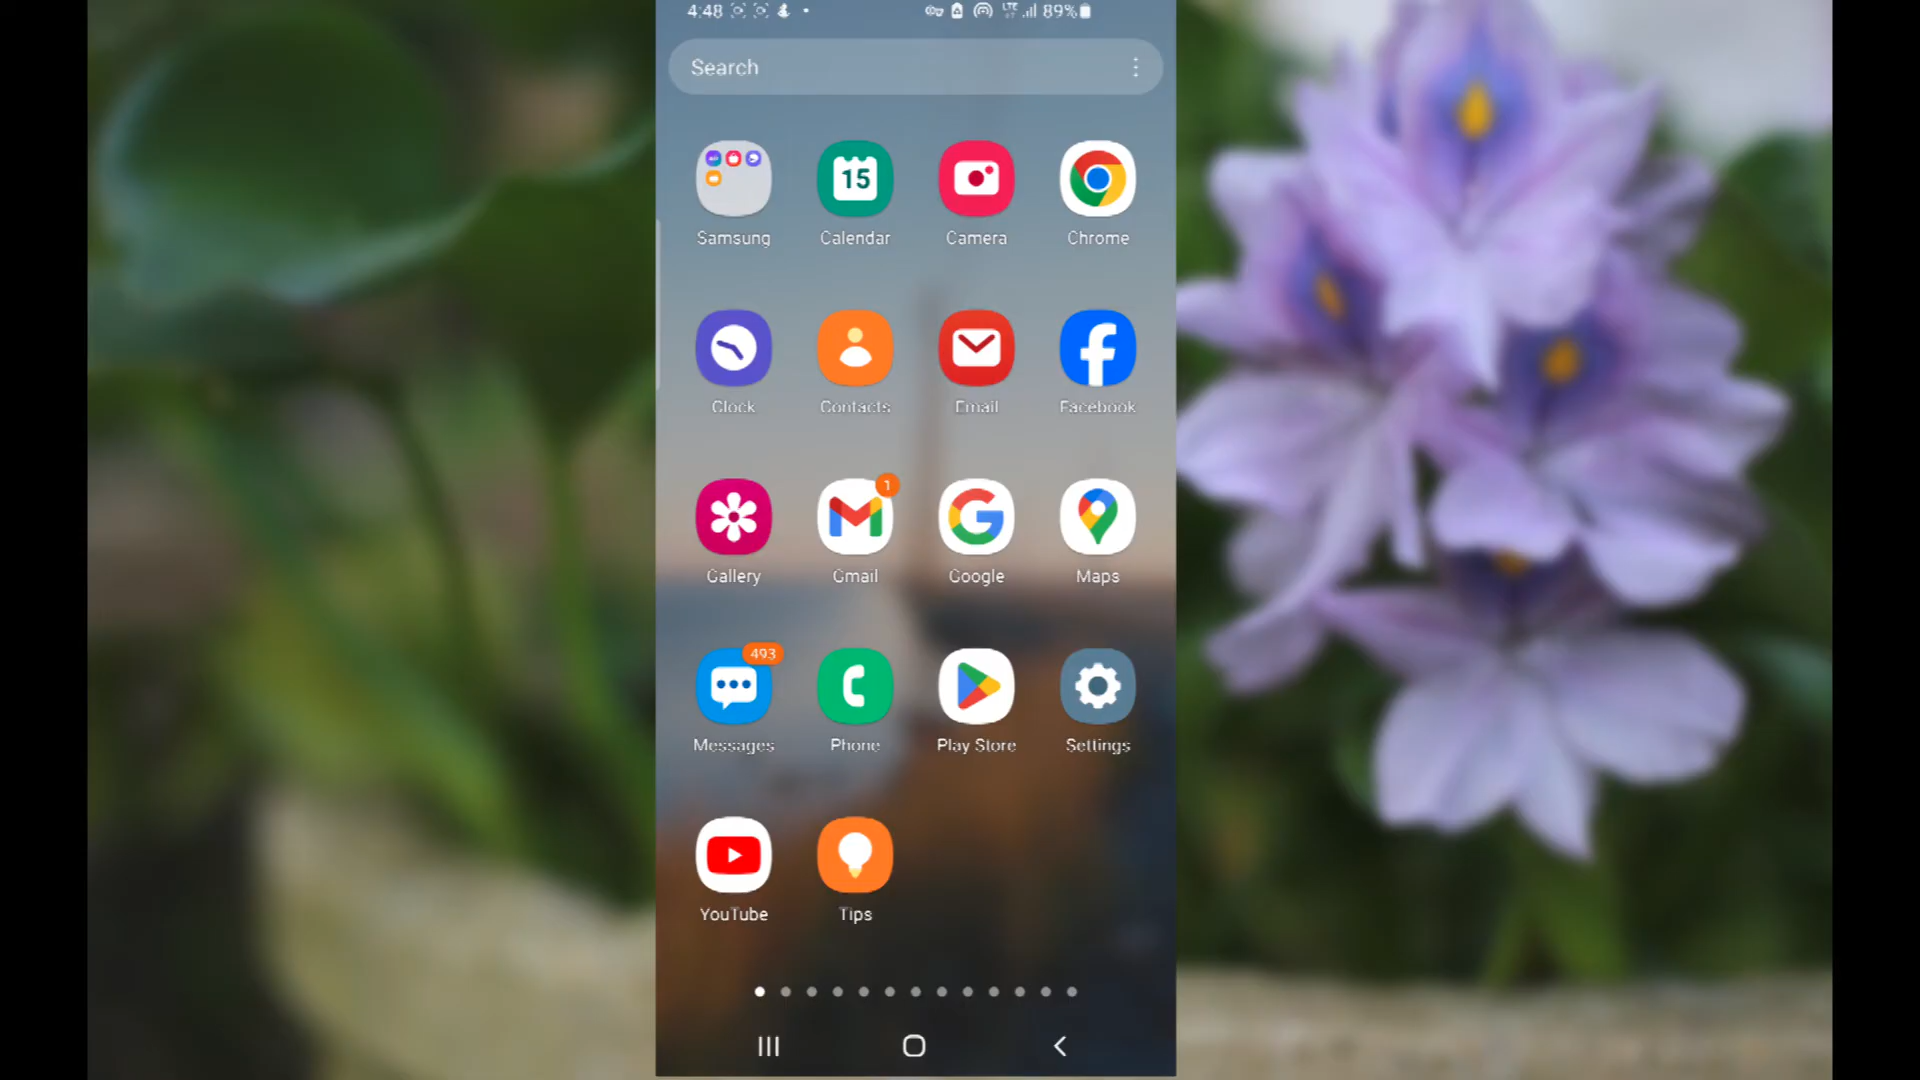 4:48 LTE 89%
Search
15
Samsung Calendar Camera Chrome
Clock Contacts Email Facebook
1
Gallery Gmail Google Maps
493
Messages Phone Play Store Settings
YouTube Tips